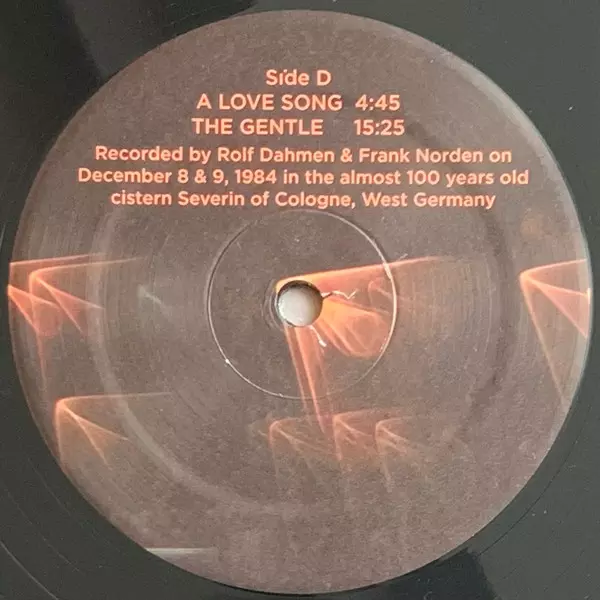 Side D
A LOVE SONG 4:45
THE GENTLE 15:25
Recorded by Rolf Dahmen & Frank Norden on
December 8 & 9, 1984 in the almost 100 years old
cistern Severin of Cologne, West Germany